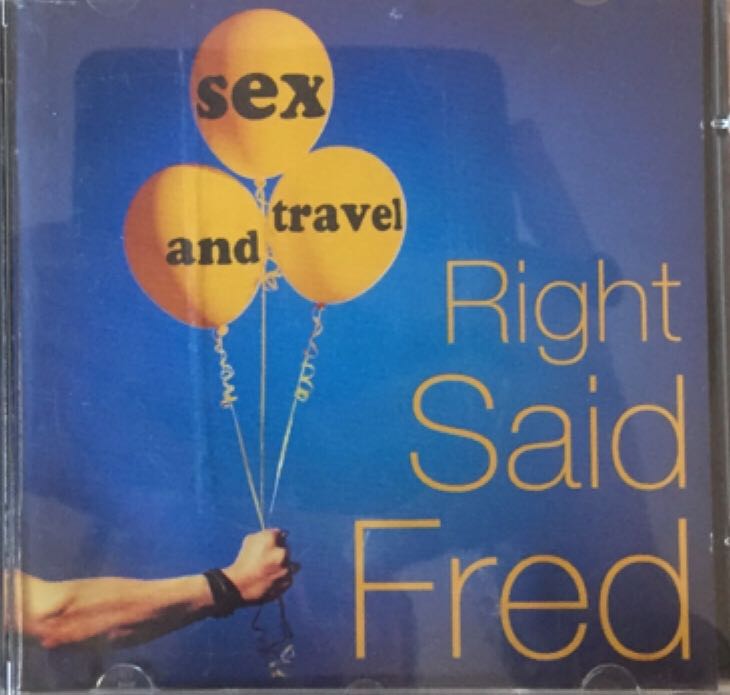 sex
and travel
Right
Said
Fred